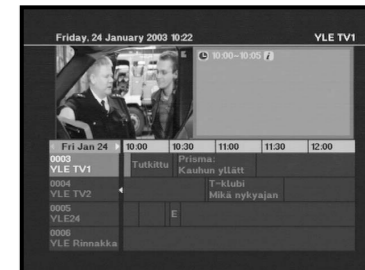 Friday, 24 January 2003 10:22 YLE TV1
10:00~10:05 i
Fri Jan 24 10:00 10:30 11:00 11:30 12:00
0003
YLE TV1
Tutkittu
Prisma:
Kauhun yllätt
0004
YLE TV2
T-klubi
Mikä nykyajan
0005
YLE24
E
0006
YLE Rinnakka